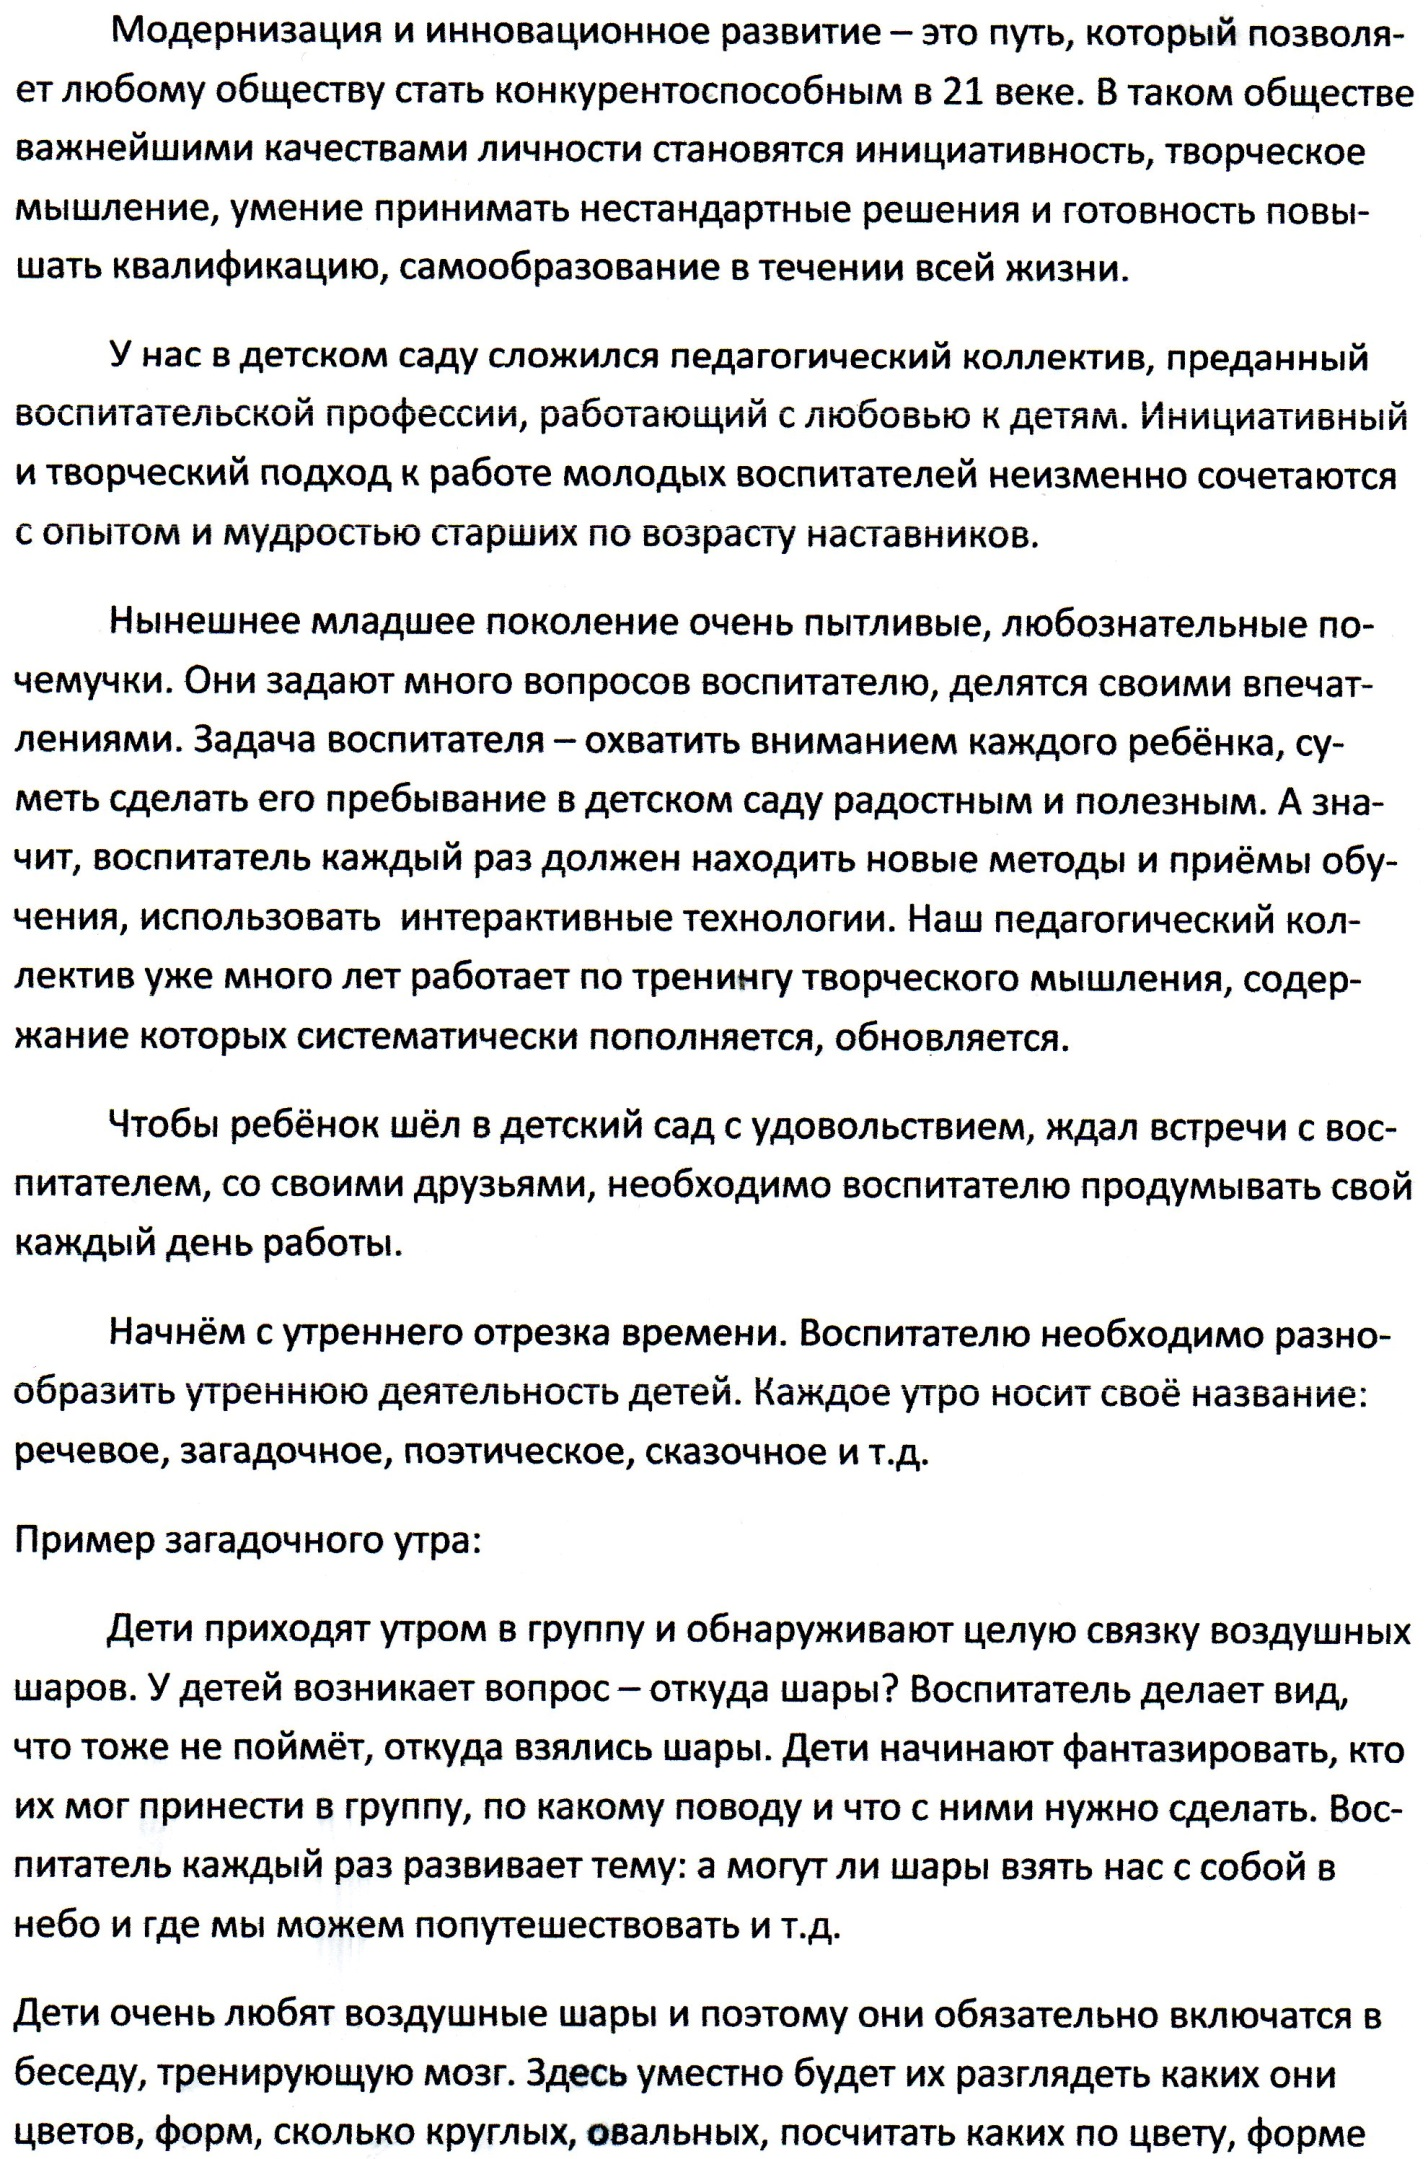 Модернизация и инновационное развитие – это путь, который позволя-
ет любому обществу стать конкурентоспособным в 21 веке. В таком обществе
важнейшими качествами личности становятся инициативность, творческое
мышление, умение принимать нестандартные решения и готовность повы-
шать квалификацию, самообразование в течении всей жизни.
У нас в детском саду сложился педагогический коллектив, преданный
воспитательской профессии, работающий с любовью к детям. Инициативный
и творческий подход к работе молодых воспитателей неизменно сочетаются
с опытом и мудростью старших по возрасту наставников.
Нынешнее младшее поколение очень пытливые, любознательные по-
чемучки. Они задают много вопросов воспитателю, делятся своими впечат-
лениями. Задача воспитателя – охватить вниманием каждого ребёнка, су-
меть сделать его пребывание в детском саду радостным и полезным. А зна-
чит, воспитатель каждый раз должен находить новые методы и приёмы обу-
чения, использовать  интерактивные технологии. Наш педагогический кол-
лектив уже много лет работает по тренингу творческого мышления, содер-
жание которых систематически пополняется, обновляется.
Чтобы ребёнок шёл в детский сад с удовольствием, ждал встречи с вос-
питателем, со своими друзьями, необходимо воспитателю продумывать свой
каждый день работы.
Начнём с утреннего отрезка времени. Воспитателю необходимо разно-
образить утреннюю деятельность детей. Каждое утро носит своё название:
речевое, загадочное, поэтическое, сказочное и т.д.
Пример загадочного утра:
Дети приходят утром в группу и обнаруживают целую связку воздушных
шаров. У детей возникает вопрос – откуда шары? Воспитатель делает вид,
что тоже не поймёт, откуда взялись шары. Дети начинают фантазировать, кто
их мог принести в группу, по какому поводу и что с ними нужно сделать. Вос-
питатель каждый раз развивает тему: а могут ли шары взять нас с собой в
небо и где мы можем попутешествовать и т.д.
Дети очень любят воздушные шары и поэтому они обязательно включатся в
беседу, тренирующую мозг. Здесь уместно будет их разглядеть каких они
цветов, форм, сколько круглых, овальных, посчитать каких по цвету, форме